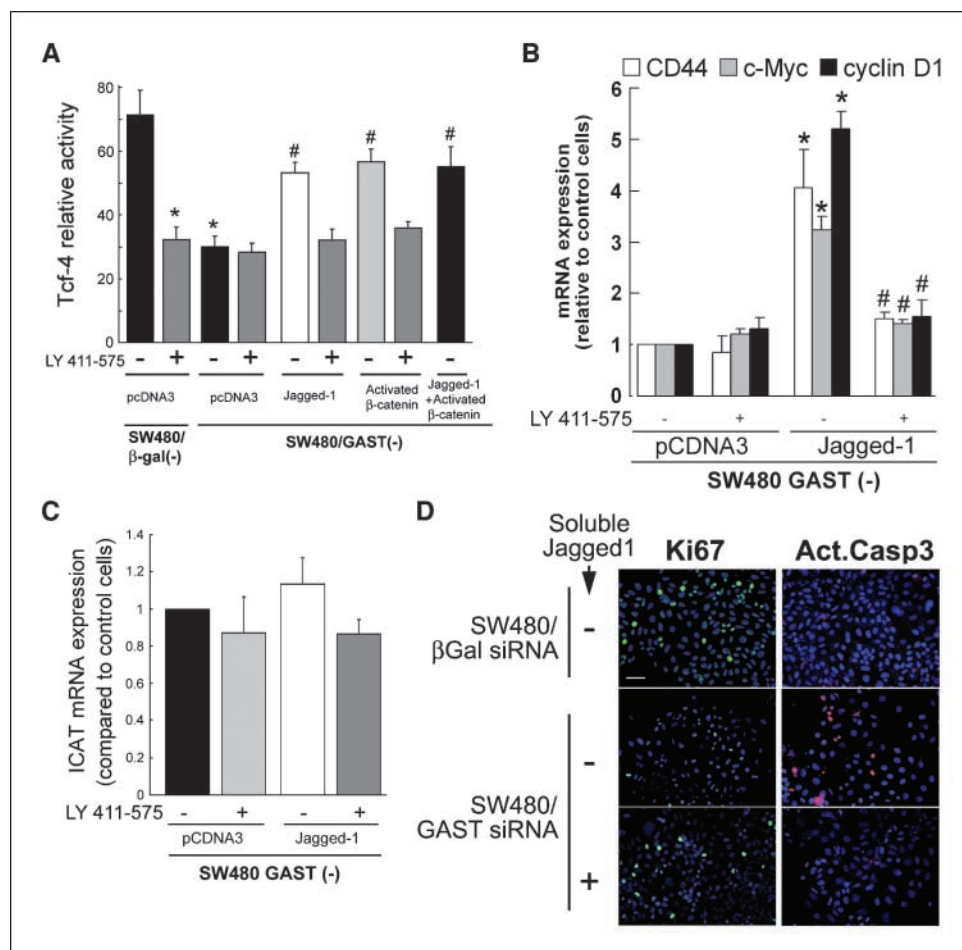 A
80
60
40
20
0
Tcf-4 relative activity
* * # # #
LY 411-575 - + - + - + - + -
pcDNA3 pcDNA3 Jagged-1 Activated β-catenin Jagged-1 +Activated β-catenin
SW480/ β-gal(-) SW480/GAST(-)
B
CD44 c-Myc cyclin D1
6
5
4
3
2
1
0
mRNA expression
(relative to control cells)
* * * # # #
LY 411-575 - + - +
pCDNA3 Jagged-1
SW480 GAST (-)
C
1.4
1.2
1
0.8
0.6
0.4
0.2
0
ICAT mRNA expression
(compared to control cells)
LY 411-575 - + - +
pCDNA3 Jagged-1
SW480 GAST (-)
D
Soluble
Jagged1
Ki67 Act.Casp3
SW480/
βGal siRNA
-
SW480/
GAST siRNA
-
+